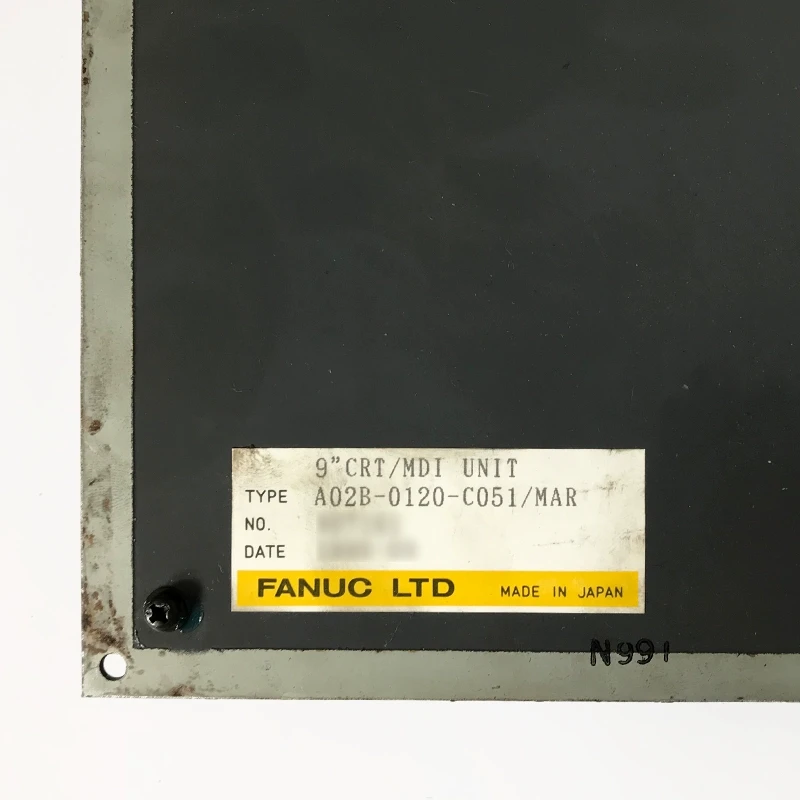 9"CRT/MDI UNIT
TYPE A02B-0120-C051/MAR
NO.
DATE
FANUC LTD MADE IN JAPAN
N991